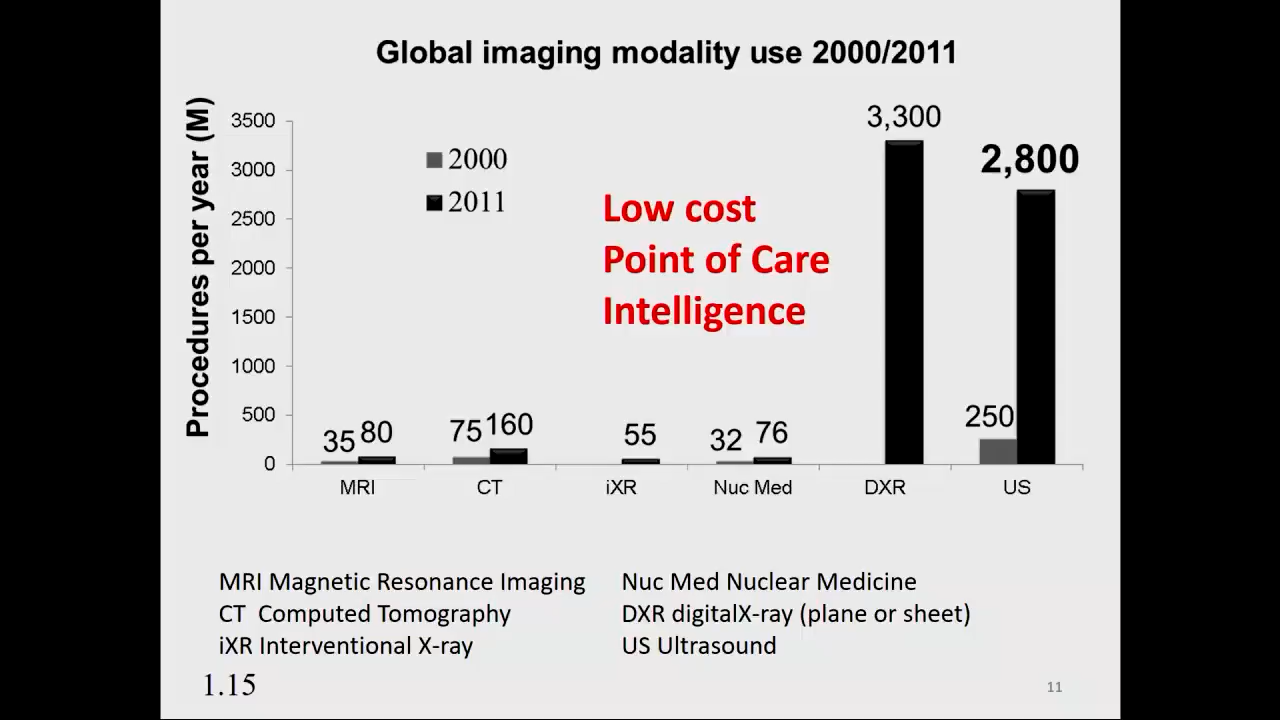 Global imaging modality use 2000/2011
Procedures per year (M)
3500
3000
2500
2000
1500
1000
500
0
2000
2011
Low cost
Point of Care
Intelligence
35 80
75 160
55
32 76
3,300
250 2,800
MRI CT iXR Nuc Med DXR US
MRI Magnetic Resonance Imaging
CT Computed Tomography
iXR Interventional X-ray
Nuc Med Nuclear Medicine
DXR digitalX-ray (plane or sheet)
US Ultrasound
1.15
11